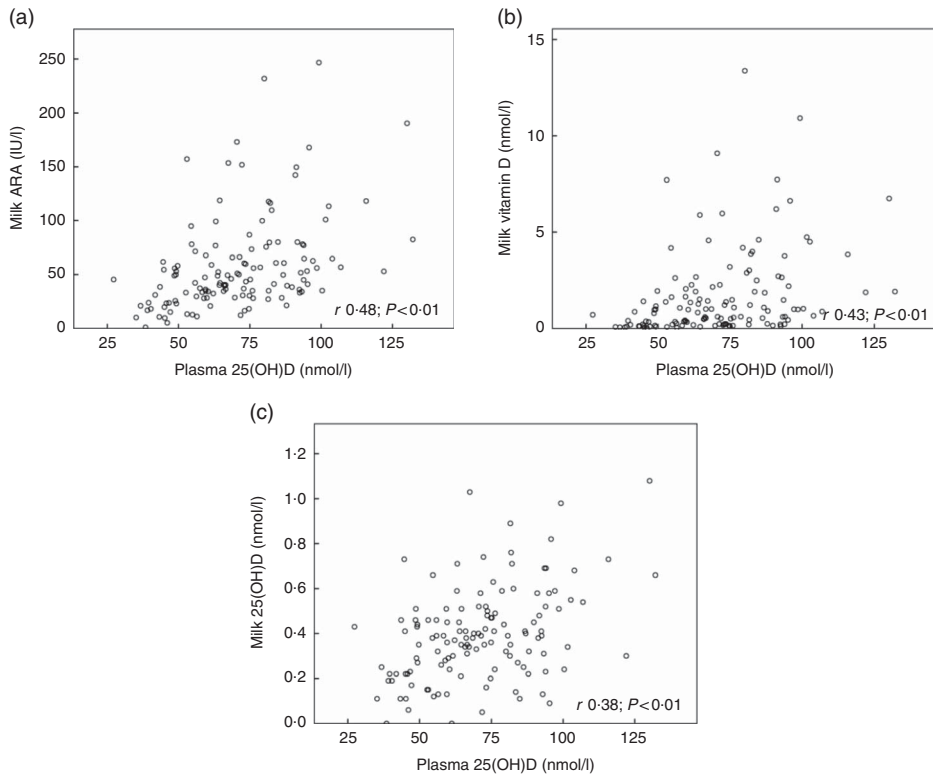 (a)
250
200
150
100
50
0
Milk ARA (IU/l)
r 0·48; P<0·01
25 50 75 100 125
Plasma 25(OH)D (nmol/l)
(b)
15
10
5
0
Milk vitamin D (nmol/l)
r 0·43; P<0·01
25 50 75 100 125
Plasma 25(OH)D (nmol/l)
(c)
1·2
1·0
0·8
0·6
0·4
0·2
0·0
Milk 25(OH)D (nmol/l)
r 0·38; P<0·01
25 50 75 100 125
Plasma 25(OH)D (nmol/l)